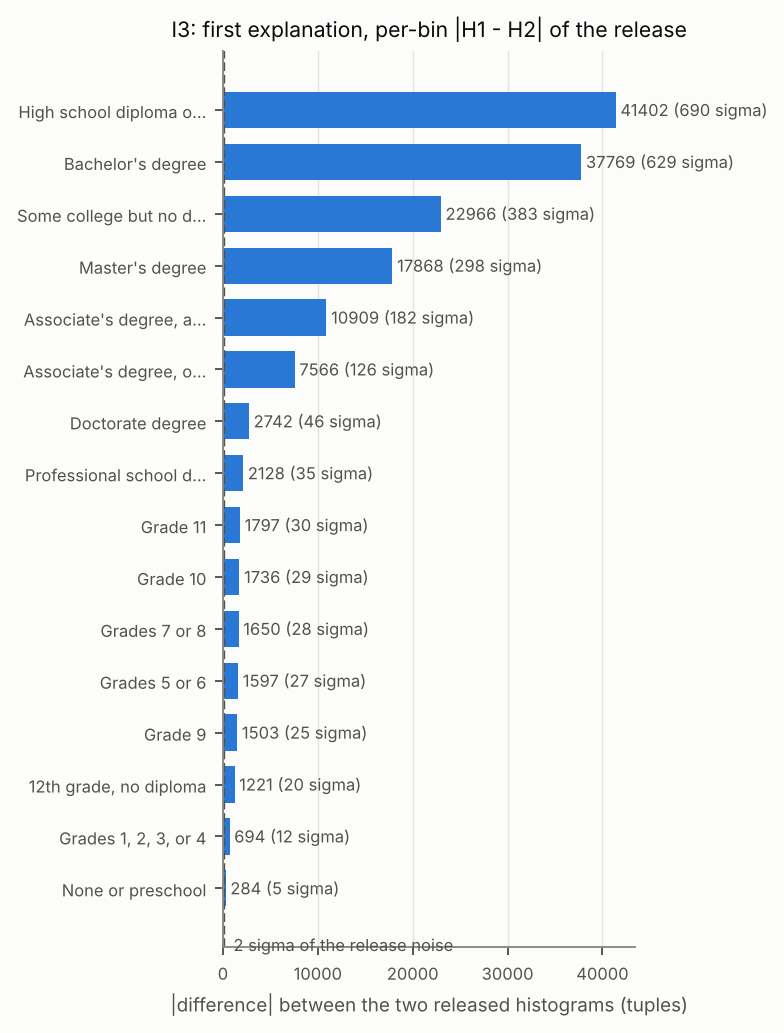 I3: first explanation, per-bin |H1 - H2| of the release
High school diploma o... 41402 (690 sigma)
Bachelor's degree 37769 (629 sigma)
Some college but no d... 22966 (383 sigma)
Master's degree 17868 (298 sigma)
Associate's degree, a... 10909 (182 sigma)
Associate's degree, o... 7566 (126 sigma)
Doctorate degree 2742 (46 sigma)
Professional school d... 2128 (35 sigma)
Grade 11 1797 (30 sigma)
Grade 10 1736 (29 sigma)
Grades 7 or 8 1650 (28 sigma)
Grades 5 or 6 1597 (27 sigma)
Grade 9 1503 (25 sigma)
12th grade, no diploma 1221 (20 sigma)
Grades 1, 2, 3, or 4 694 (12 sigma)
None or preschool 284 (5 sigma)
2 sigma of the release noise
0 10000 20000 30000 40000
|difference| between the two released histograms (tuples)